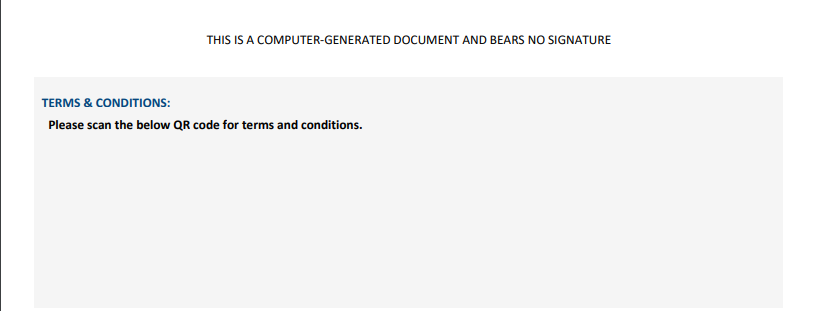 THIS IS A COMPUTER-GENERATED DOCUMENT AND BEARS NO SIGNATURE
TERMS & CONDITIONS:
Please scan the below QR code for terms and conditions.